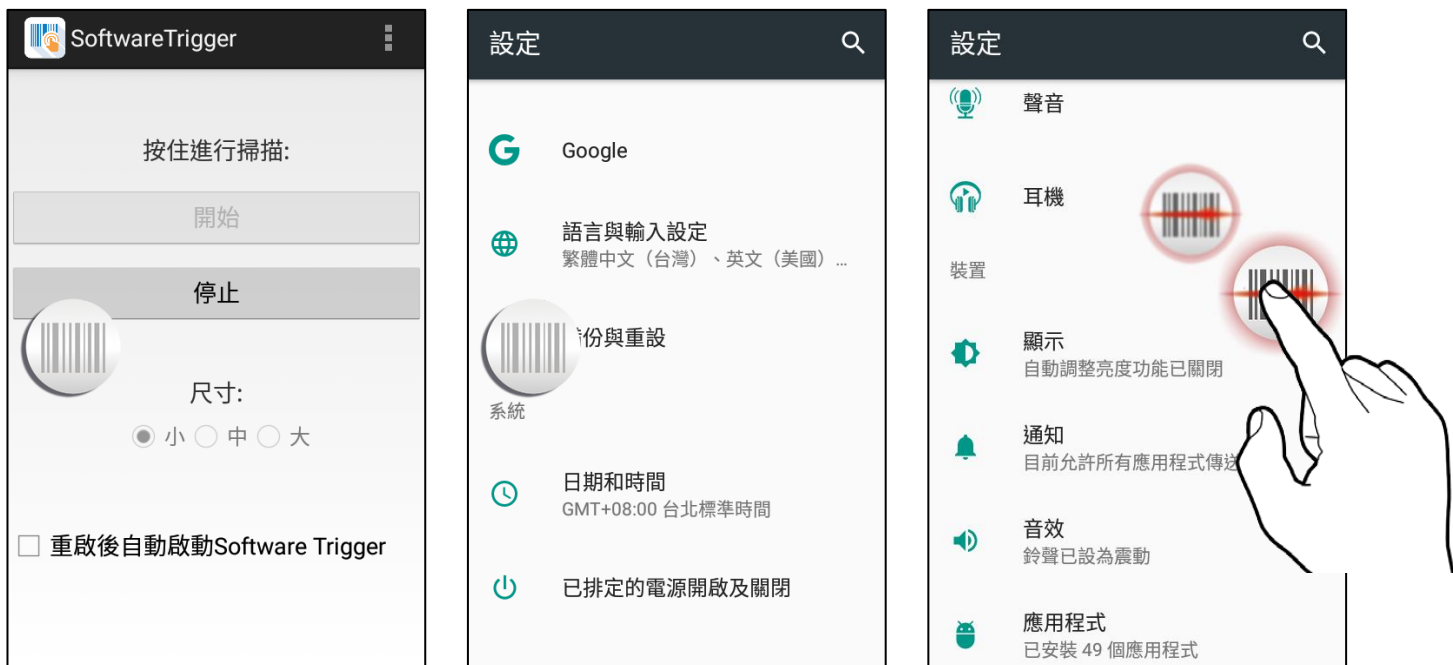 SoftwareTrigger
按住進行掃描:
開始
停止
尺寸:
小 中 大
重啟後自動啟動Software Trigger
設定
Google
語言與輸入設定
繁體中文（台灣）、英文（美國）...
份與重設
系統
日期和時間
GMT+08:00 台北標準時間
已排定的電源開啟及關閉
設定
聲音
耳機
裝置
顯示
自動調整亮度功能已關閉
通知
目前允許所有應用程式傳送
音效
鈴聲已設為震動
應用程式
已安裝 49 個應用程式